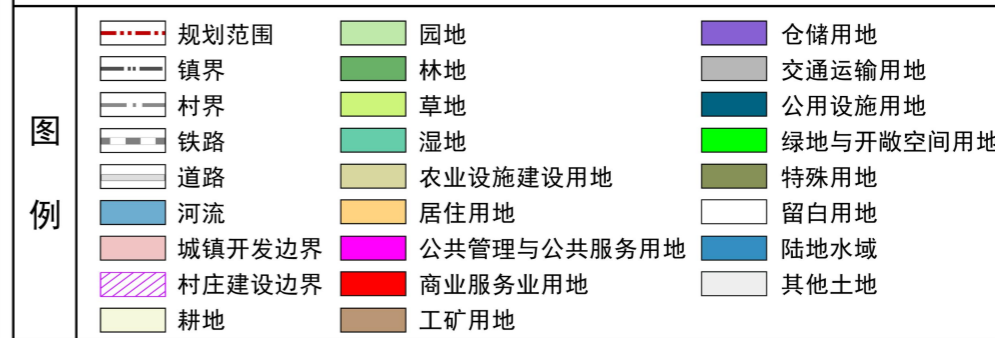 图例
规划范围
镇界
村界
铁路
道路
河流
城镇开发边界
村庄建设边界
耕地
园地
林地
草地
湿地
农业设施建设用地
居住用地
公共管理与公共服务用地
商业服务业用地
工矿用地
仓储用地
交通运输用地
公用设施用地
绿地与开敞空间用地
特殊用地
留白用地
陆地水域
其他土地